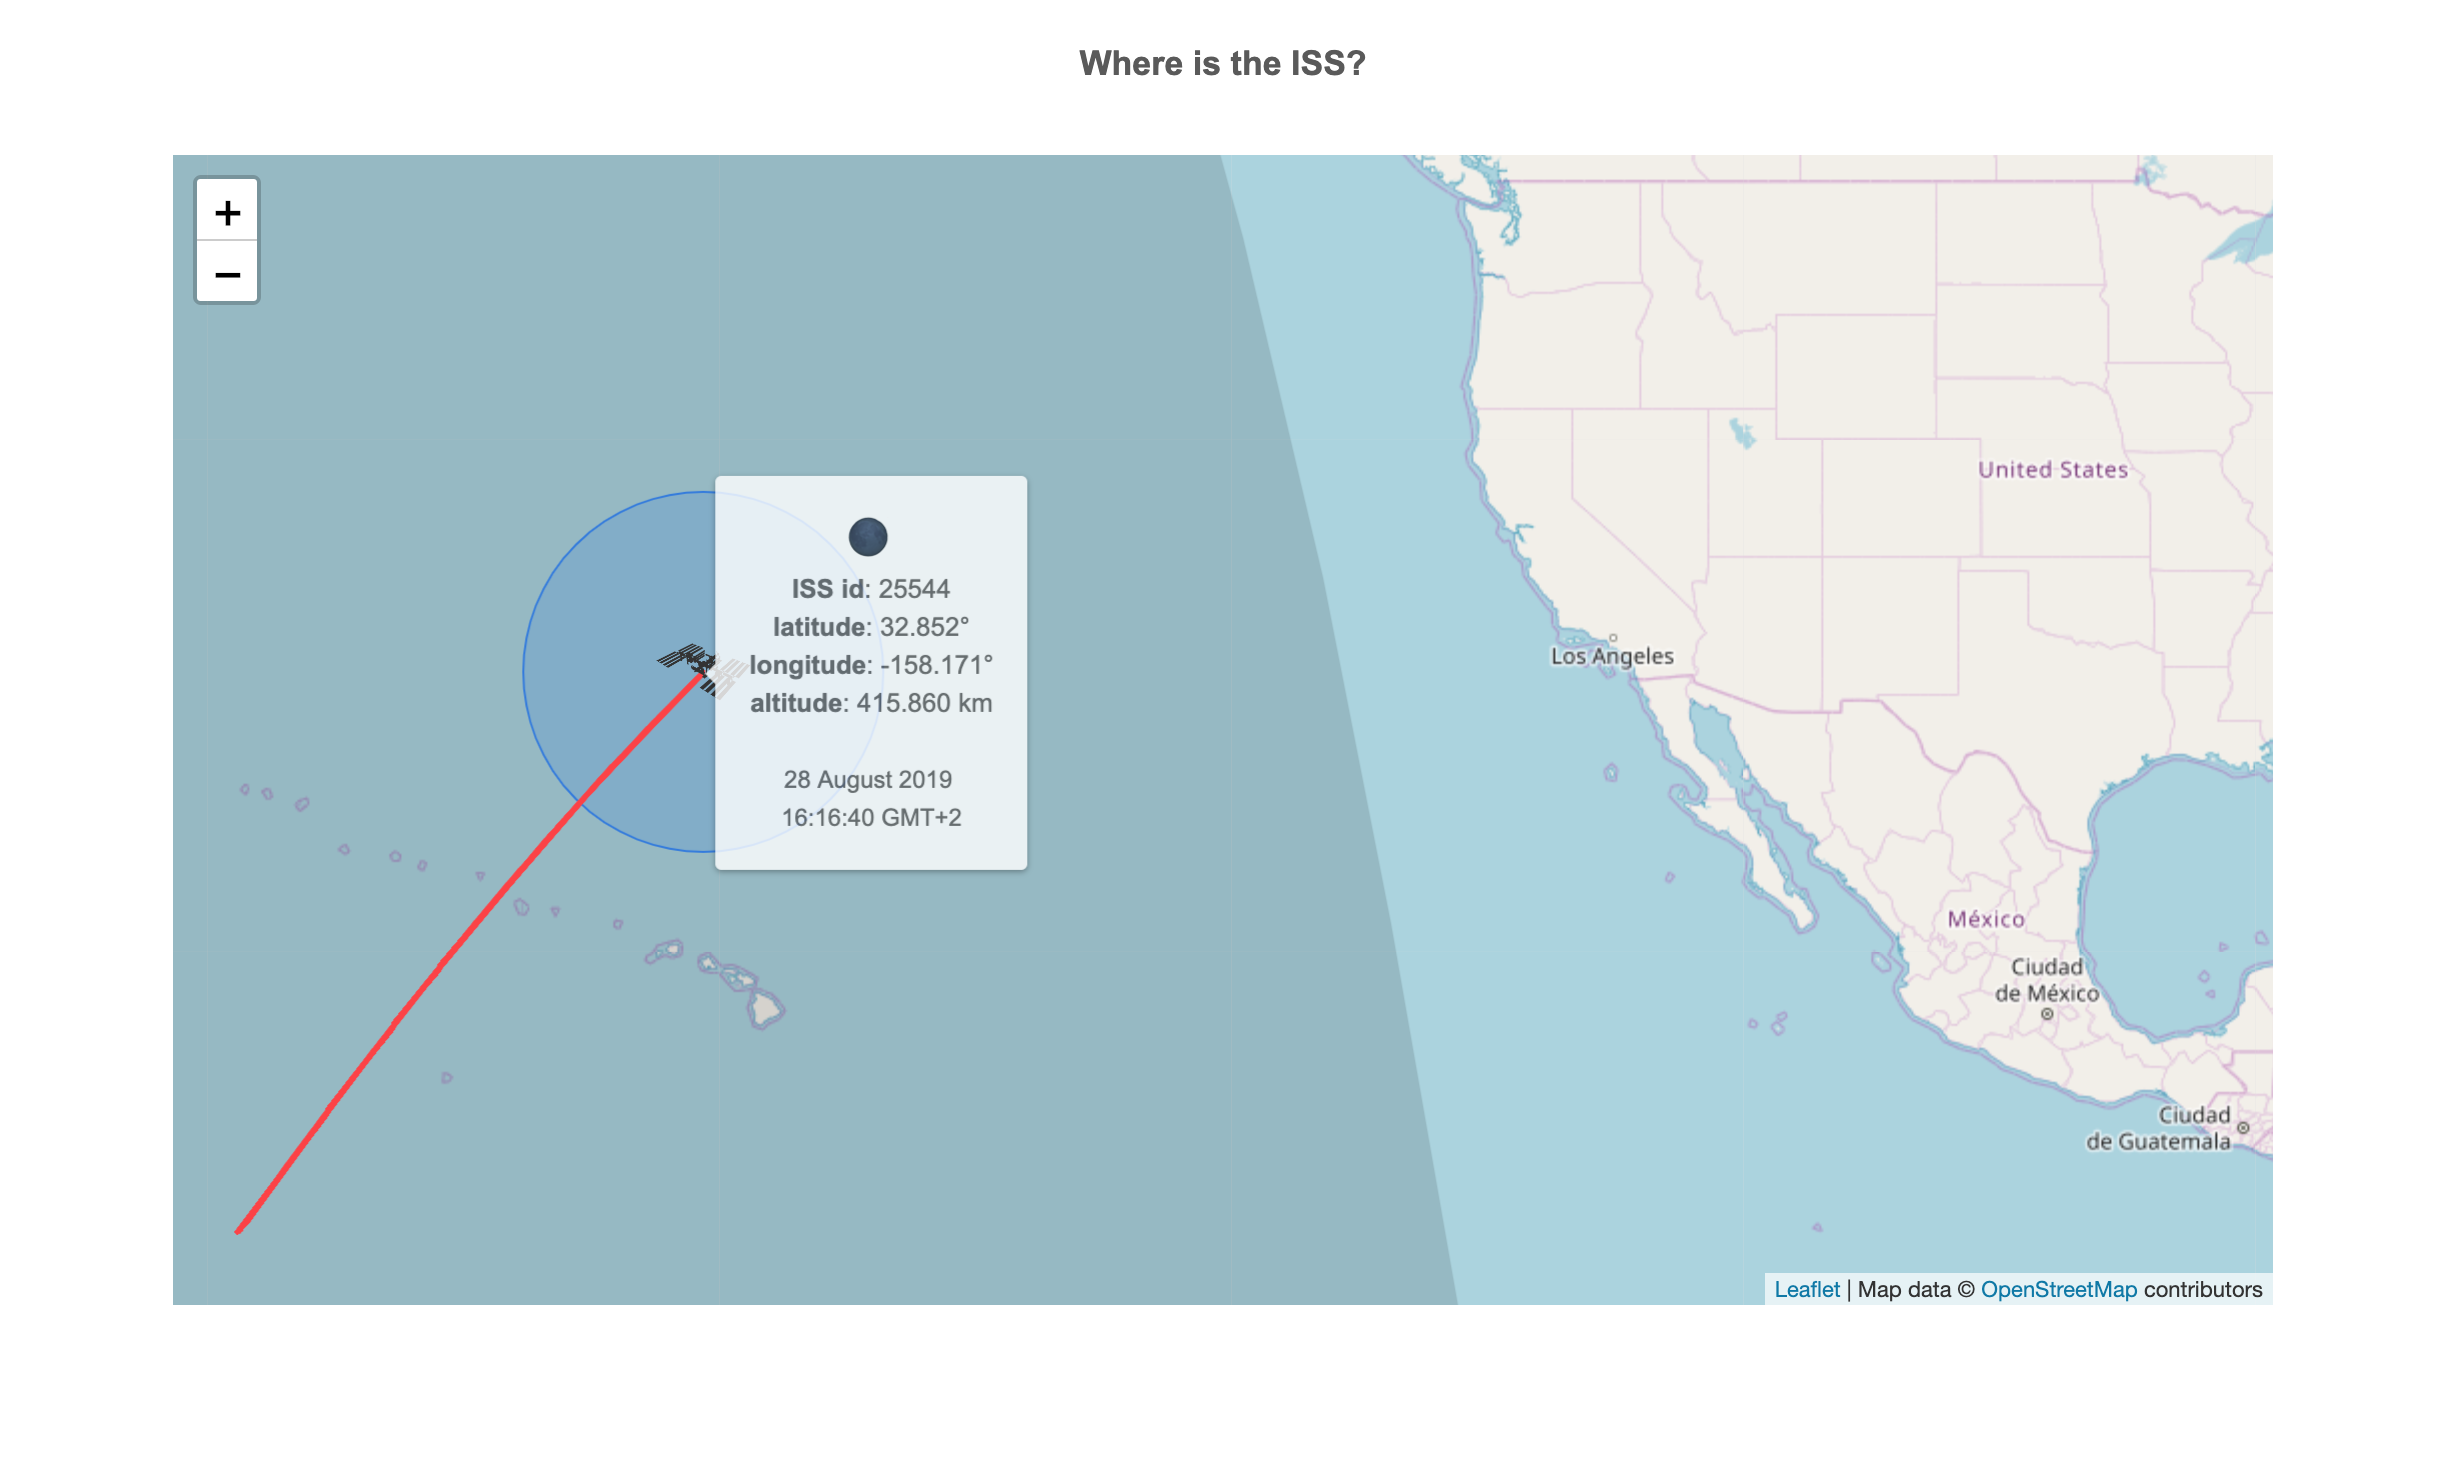 Where is the ISS?
+
−
United States
ISS id: 25544
latitude: 32.852°
longitude: -158.171°
altitude: 415.860 km
28 August 2019
16:16:40 GMT+2
Los Angeles
México
Ciudad
de México
Ciudad
de Guatemala
Leaflet | Map data © OpenStreetMap contributors